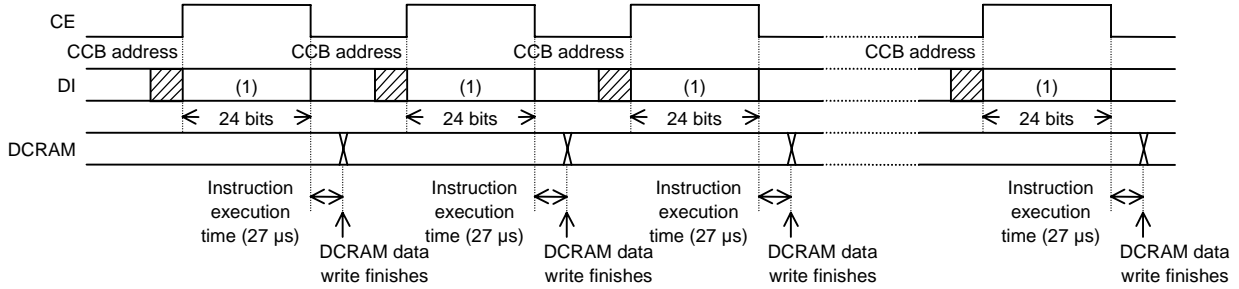 CE
CCB address CCB address CCB address CCB address
DI (1) (1) (1) (1)
24 bits 24 bits 24 bits 24 bits
DCRAM
Instruction Instruction Instruction Instruction
execution execution execution execution
time (27 µs) time (27 µs) time (27 µs) time (27 µs)
DCRAM data DCRAM data DCRAM data DCRAM data
write finishes write finishes write finishes write finishes